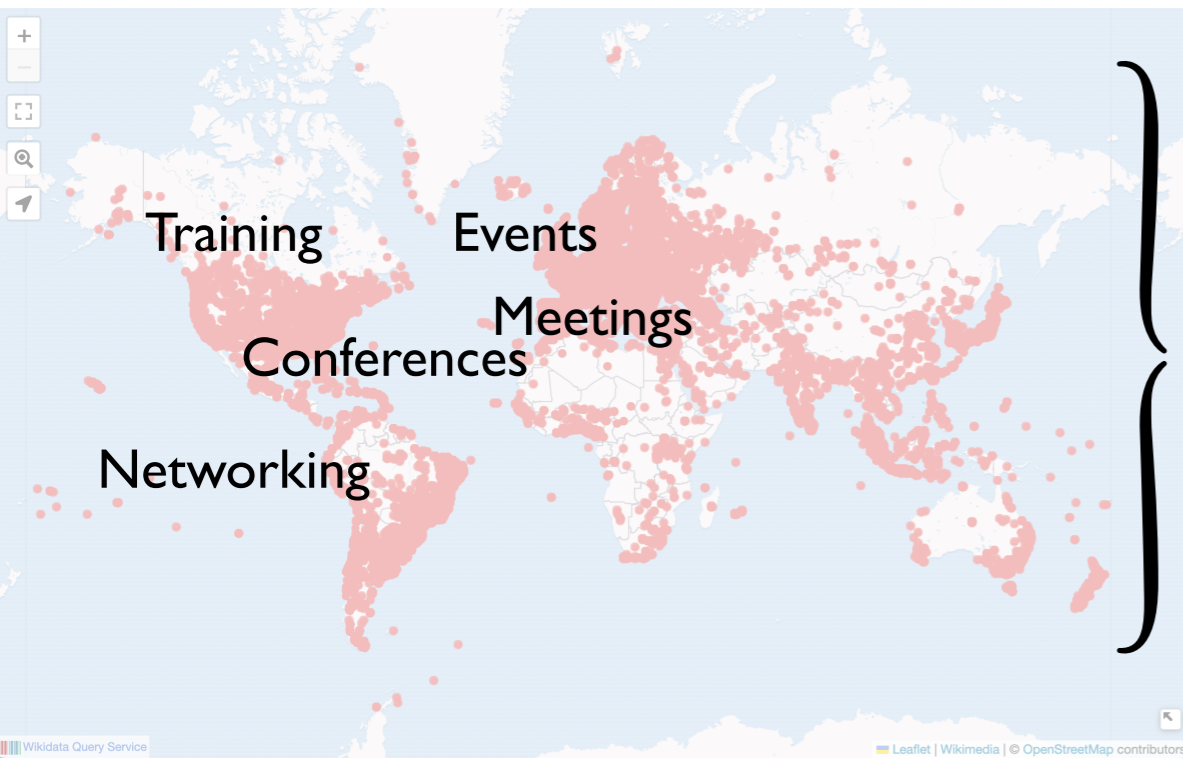 Training
Events
Meetings
Conferences
Networking
Wikidata Query Service
Leaflet | Wikimedia | © OpenStreetMap contributors